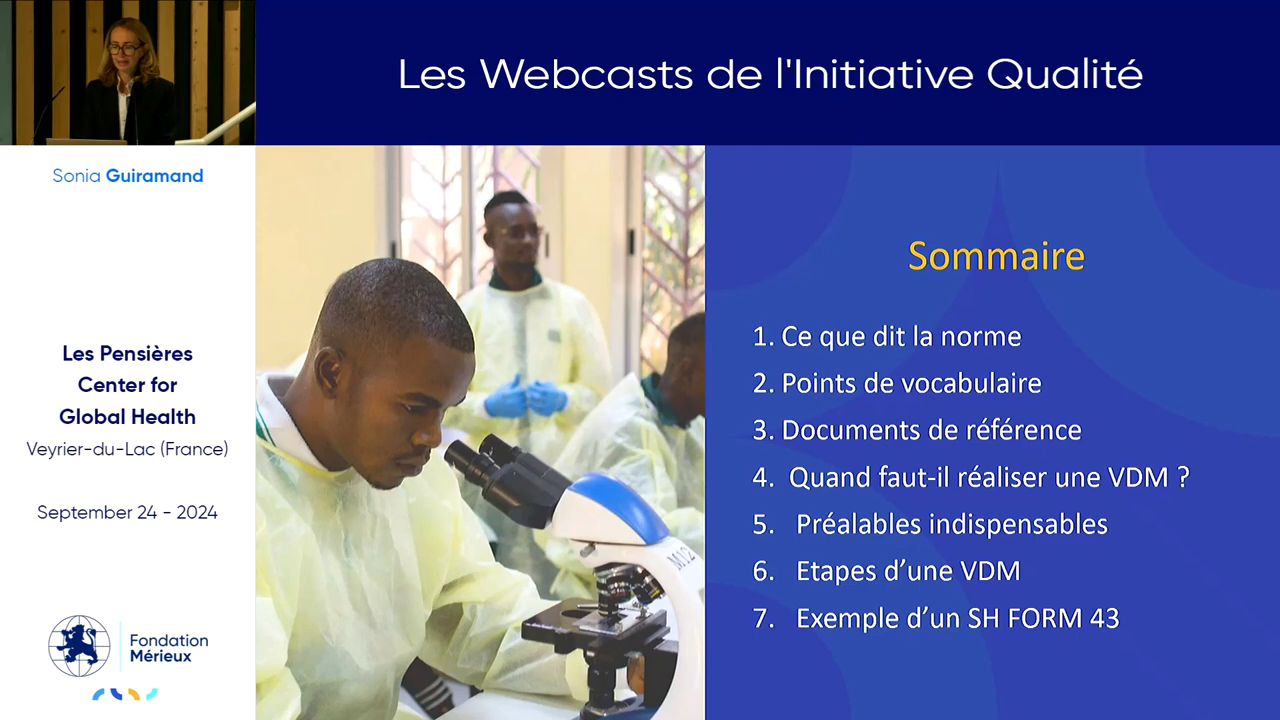 Les Webcasts de l'Initiative Qualité
Sonia Guiramand
Les Pensières
Center for
Global Health
Veyrier-du-Lac (France)
September 24 - 2024
Fondation
Mérieux
M12
Sommaire
1. Ce que dit la norme
2. Points de vocabulaire
3. Documents de référence
4. Quand faut-il réaliser une VDM ?
5. Préalables indispensables
6. Etapes d’une VDM
7. Exemple d’un SH FORM 43